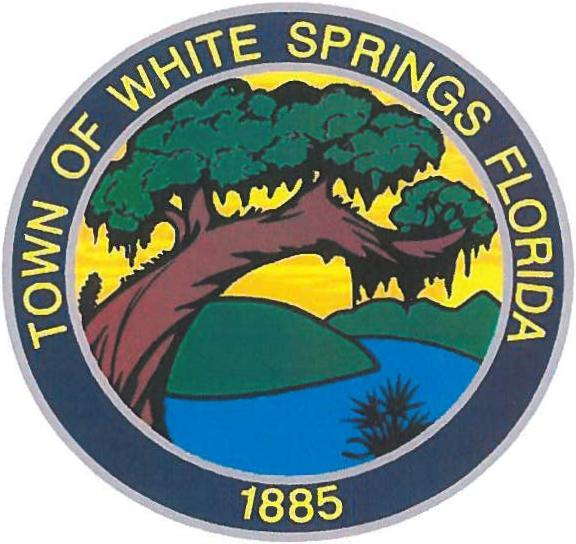 TOWN OF WHITE SPRINGS FLORIDA
1885